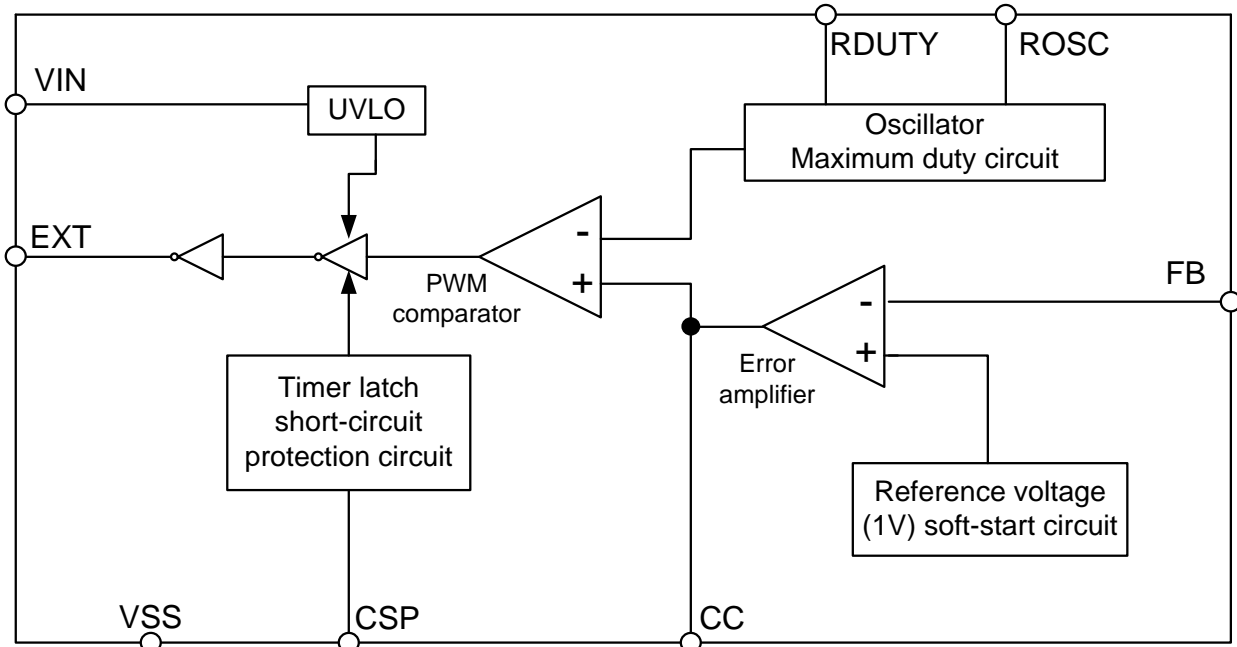 RDUTY
ROSC
VIN
UVLO
Oscillator
Maximum duty circuit
EXT
-
+
PWM
comparator
FB
-
+
Error
amplifier
Timer latch
short-circuit
protection circuit
Reference voltage
(1V) soft-start circuit
VSS
CSP
CC